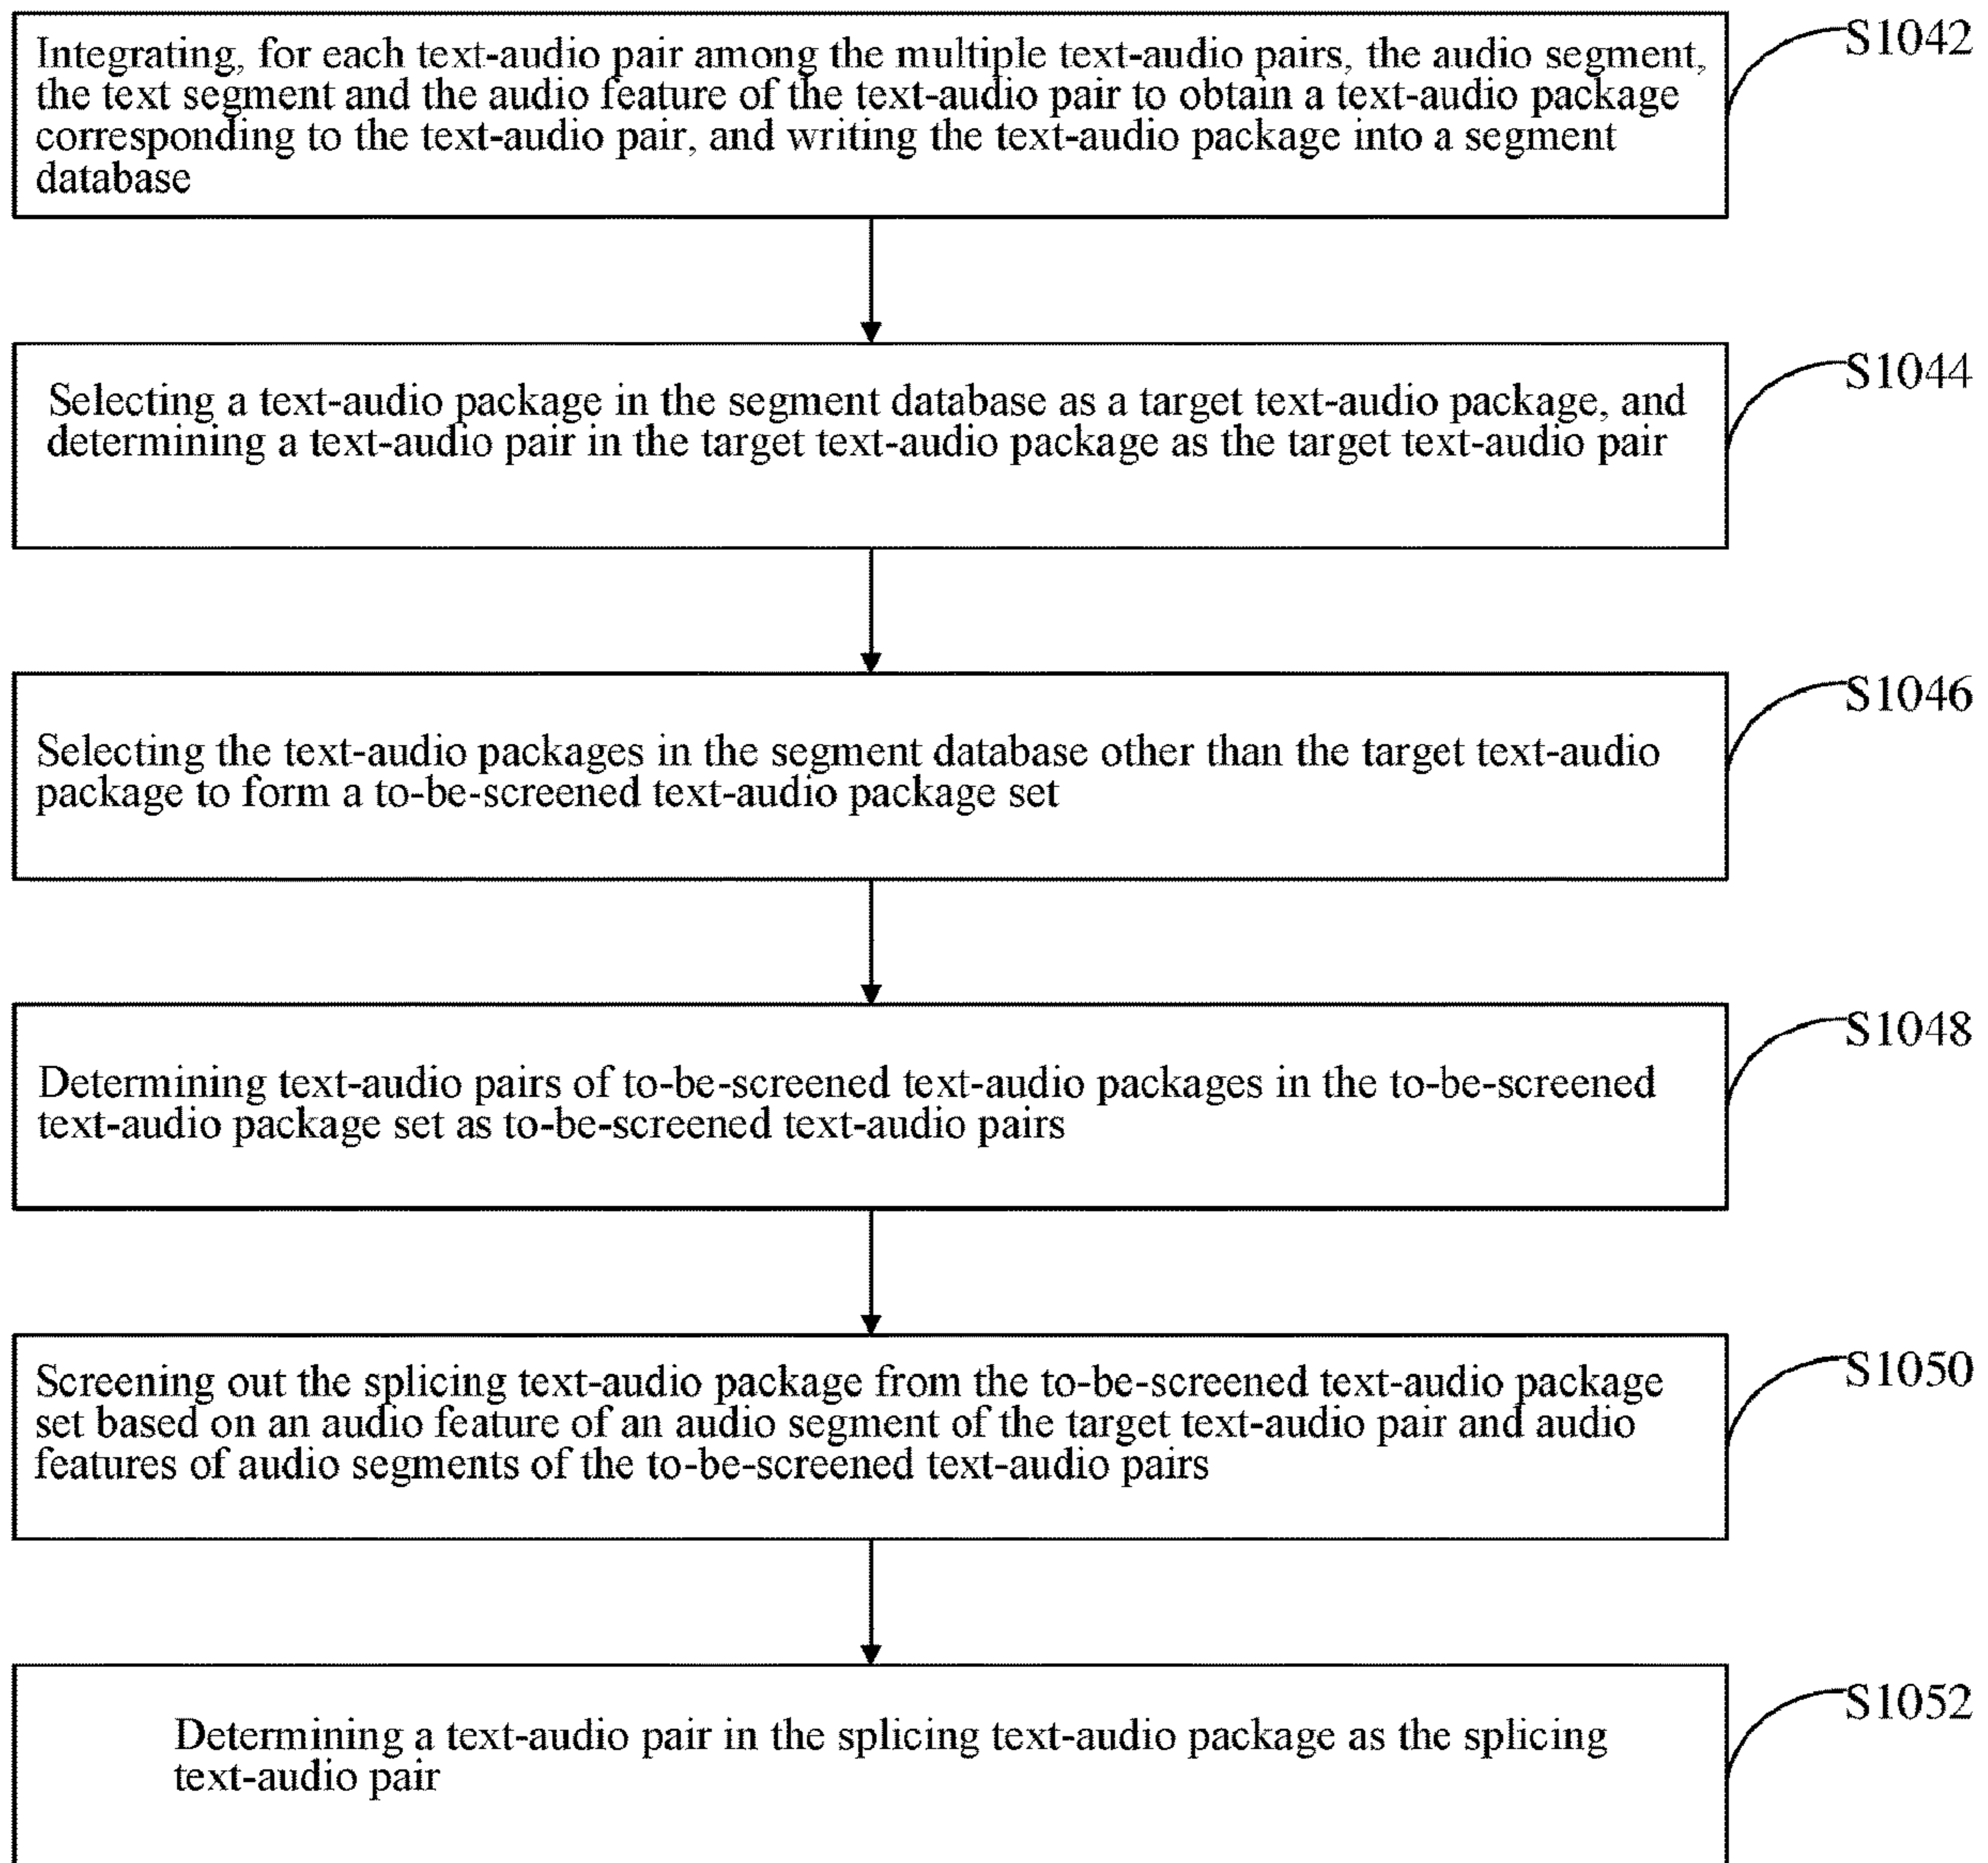 Integrating, for each text-audio pair among the multiple text-audio pairs, the audio segment,
the text segment and the audio feature of the text-audio pair to obtain a text-audio package
corresponding to the text-audio pair, and writing the text-audio package into a segment
database
S1042
Selecting a text-audio package in the segment database as a target text-audio package, and
determining a text-audio pair in the target text-audio package as the target text-audio pair
S1044
Selecting the text-audio packages in the segment database other than the target text-audio
package to form a to-be-screened text-audio package set
S1046
Determining text-audio pairs of to-be-screened text-audio packages in the to-be-screened
text-audio package set as to-be-screened text-audio pairs
S1048
Screening out the splicing text-audio package from the to-be-screened text-audio package
set based on an audio feature of an audio segment of the target text-audio pair and audio
features of audio segments of the to-be-screened text-audio pairs
S1050
Determining a text-audio pair in the splicing text-audio package as the splicing
text-audio pair
S1052